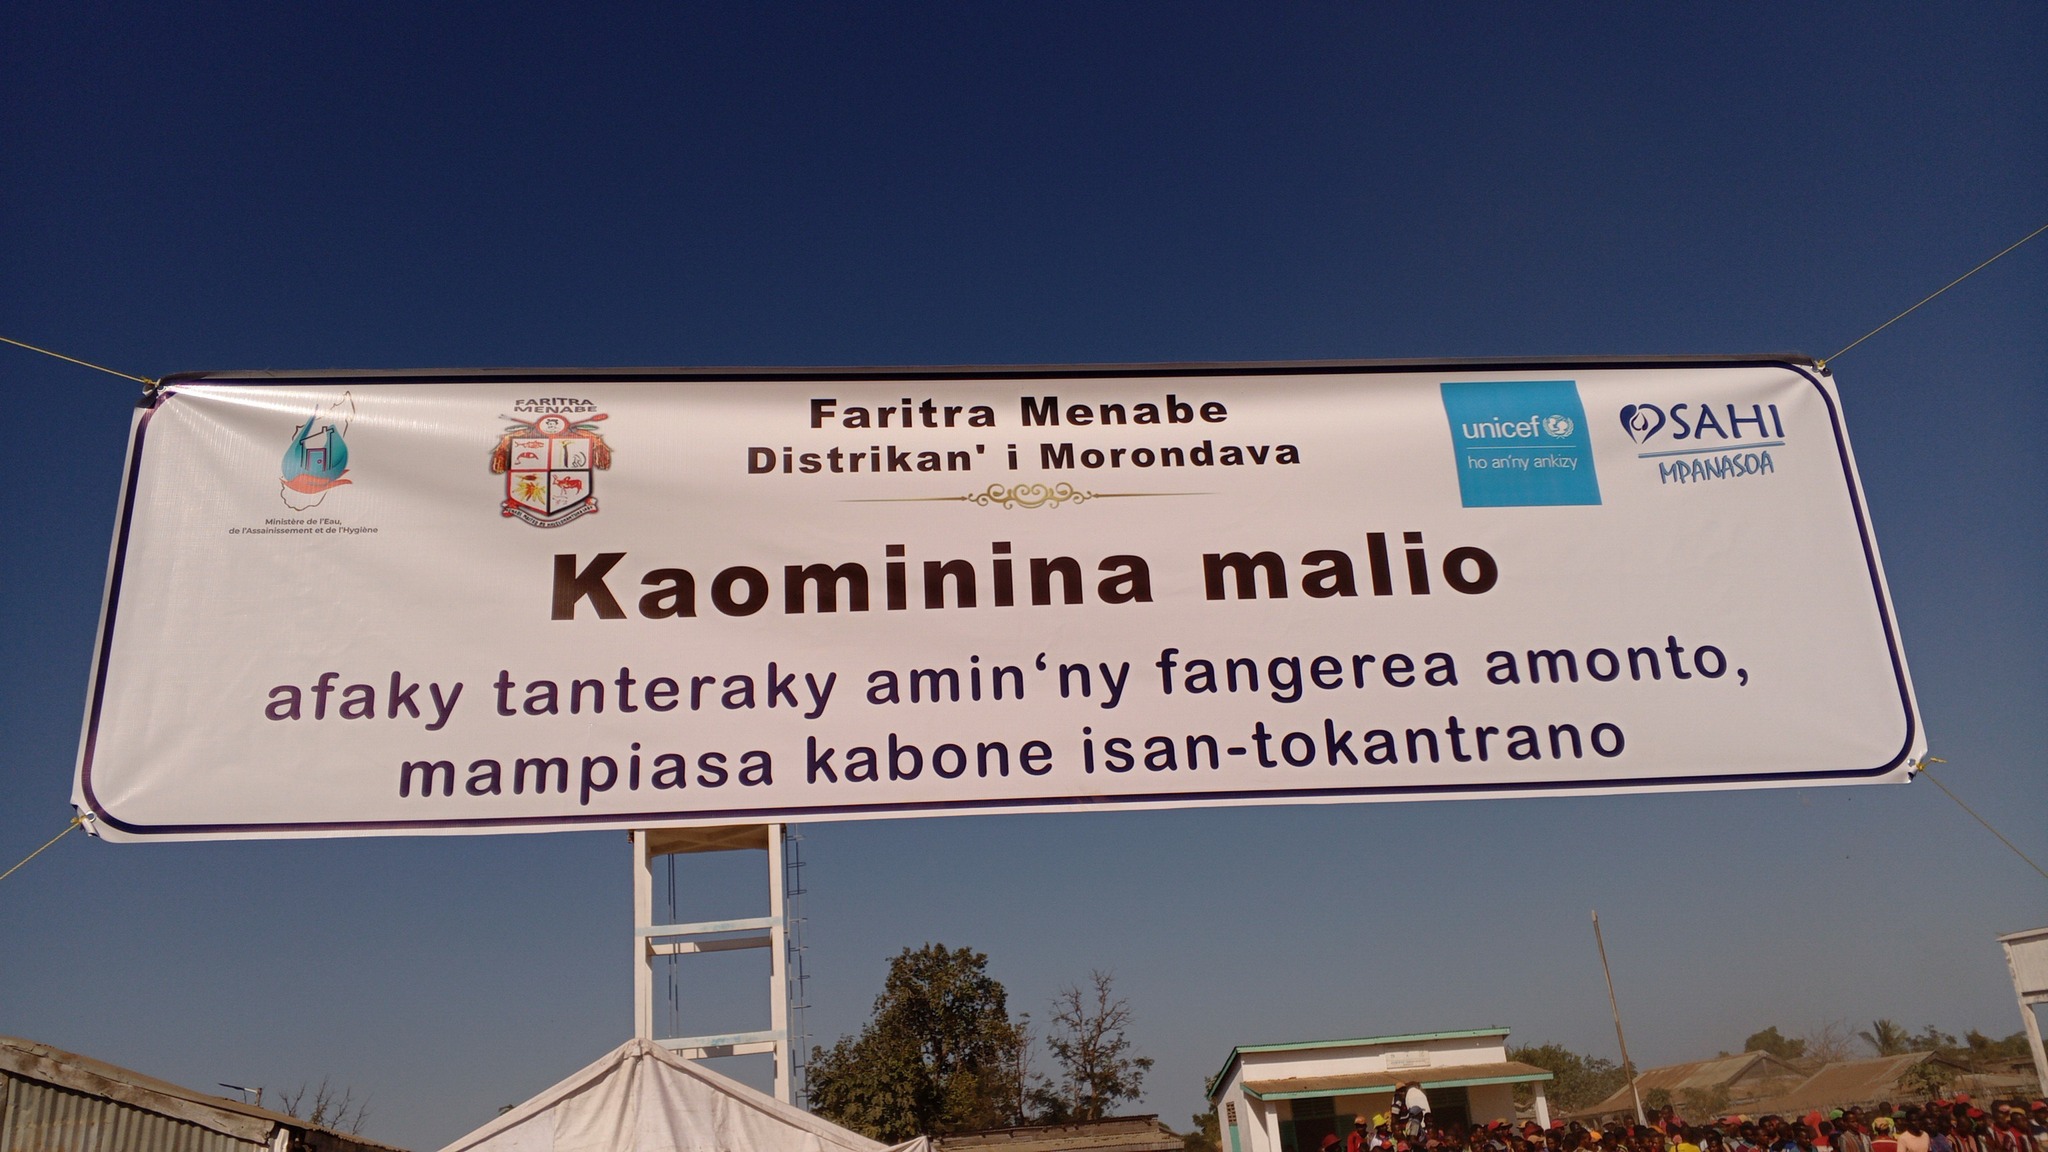 Ministère de l'Eau,
de l'Assainissement et de l'Hygiène
FARITRA
MENABE
Faritra Menabe
Distrikan' i Morondava
unicef
ho an'ny ankizy
SAHI
MPANASOA
Kaominina malio
afaky tanteraky amin‘ny fangerea amonto,
mampiasa kabone isan-tokantrano